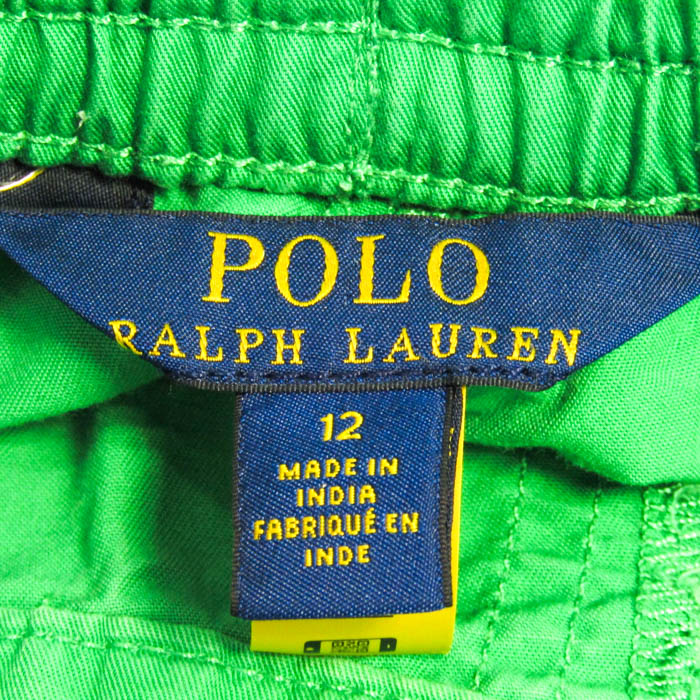 POLO
RALPH LAUREN
12
MADE IN
INDIA
FABRIQUÉ EN
INDE